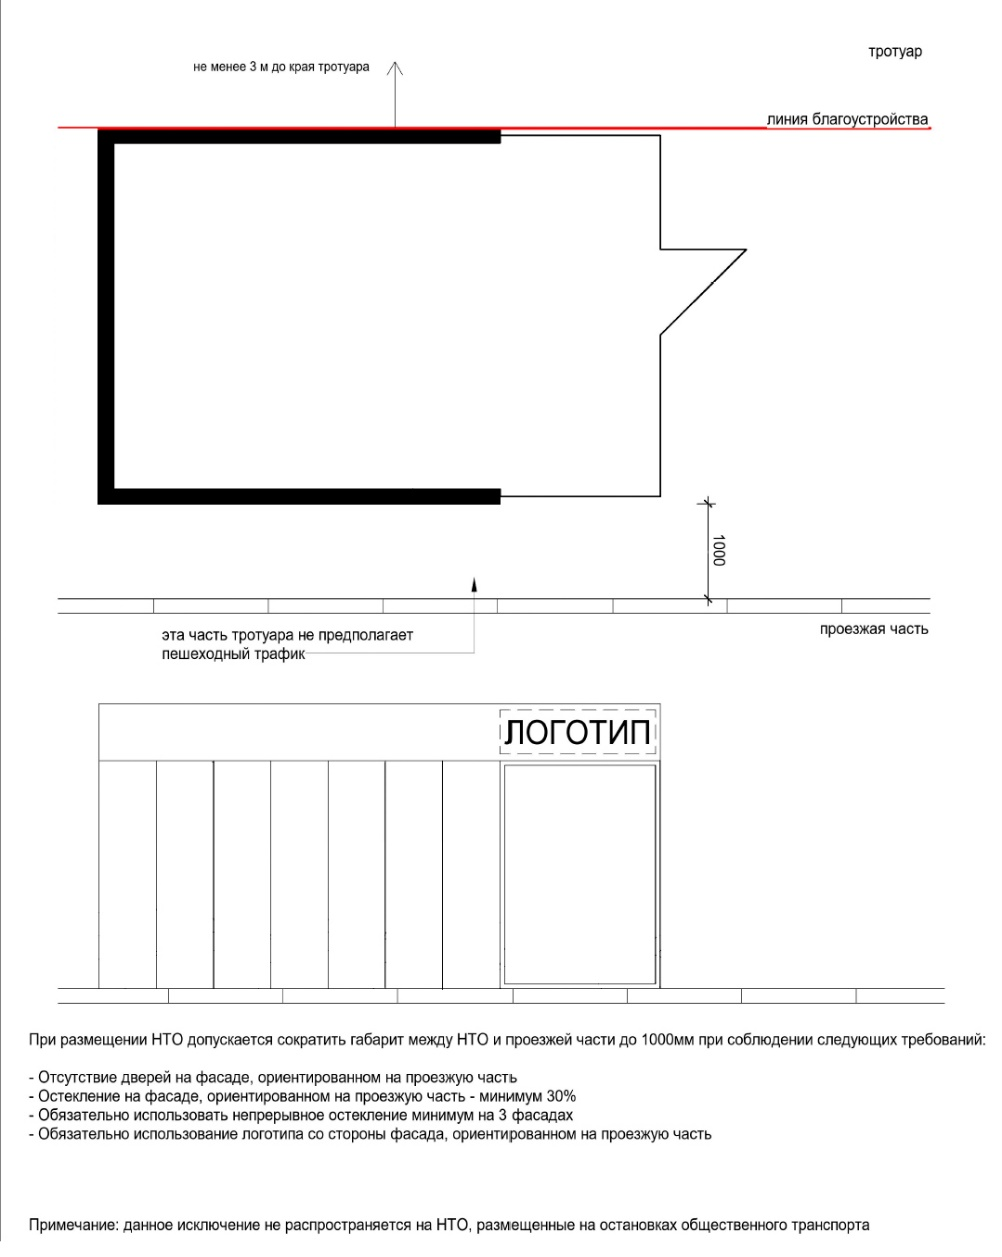 тротуар
не менее 3 м до края тротуара
линия благоустройства
1000
эта часть тротуара не предполагает
пешеходный трафик
проезжая часть
ЛОГОТИП
При размещении НТО допускается сократить габарит между НТО и проезжей части до 1000мм при соблюдении следующих требований:
- Отсутствие дверей на фасаде, ориентированном на проезжую часть
- Остекление на фасаде, ориентированном на проезжую часть - минимум 30%
- Обязательно использовать непрерывное остекление минимум на 3 фасадах
- Обязательно использование логотипа со стороны фасада, ориентированном на проезжую часть
Примечание: данное исключение не распространяется на НТО, размещенные на остановках общественного транспорта